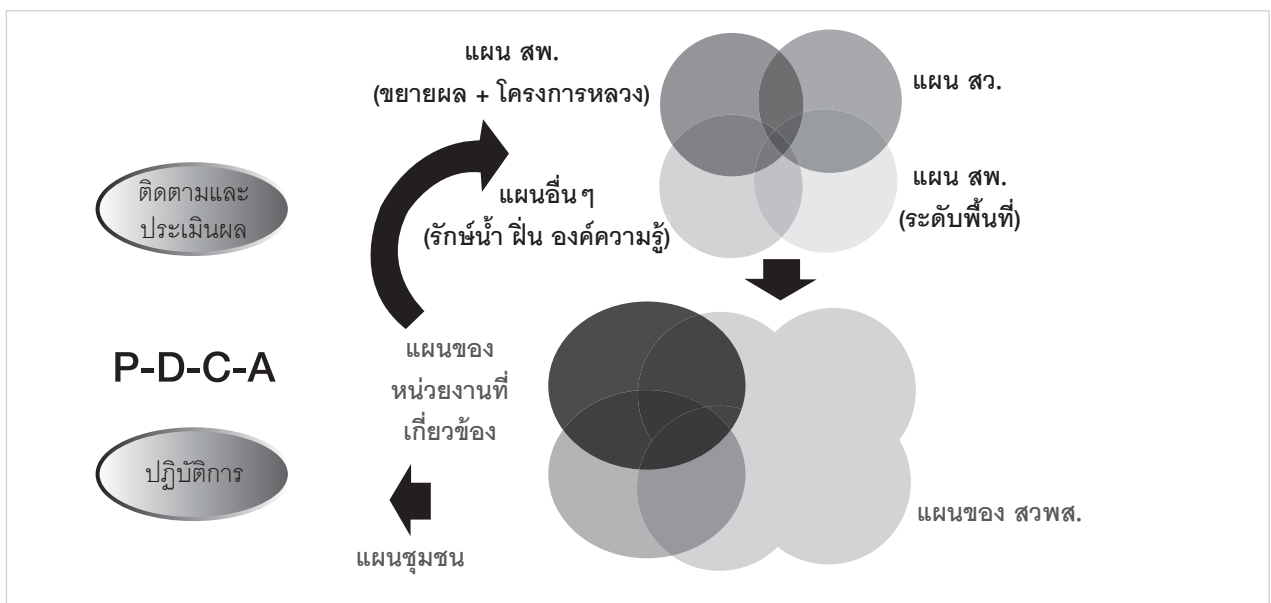 แผน สพ.
(ขยายผล + โครงการหลวง)
แผน สว.
ติดตามและ
ประเมินผล
แผนอื่นๆ
(รักษ์น้ำ ฝิ่น องค์ความรู้)
แผน สพ.
(ระดับพื้นที่)
P-D-C-A
แผนของ
หน่วยงานที่
เกี่ยวข้อง
ปฏิบัติการ
แผนของ สวพส.
แผนชุมชน